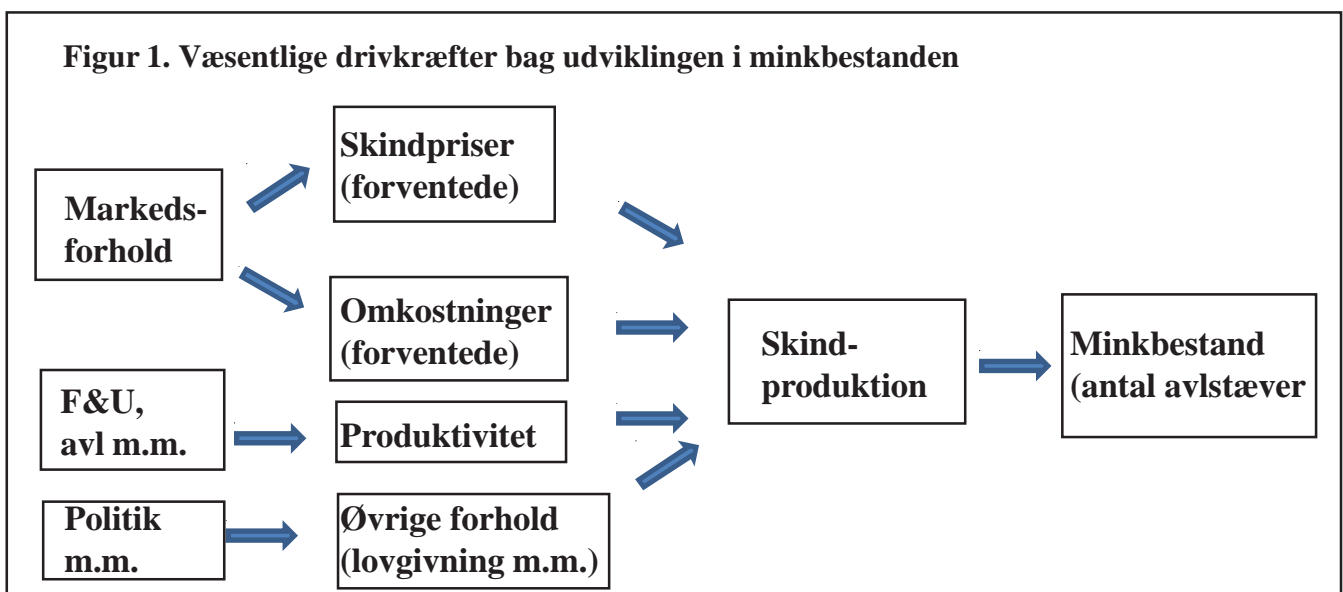 Figur 1. Væsentlige drivkræfter bag udviklingen i minkbestanden
Markeds-
forhold
Skindpriser
(forventede)
Omkostninger
(forventede)
F&U,
avl m.m.
Produktivitet
Politik
m.m.
Øvrige forhold
(lovgivning m.m.)
Skind-
produktion
Minkbestand
(antal avlstæver